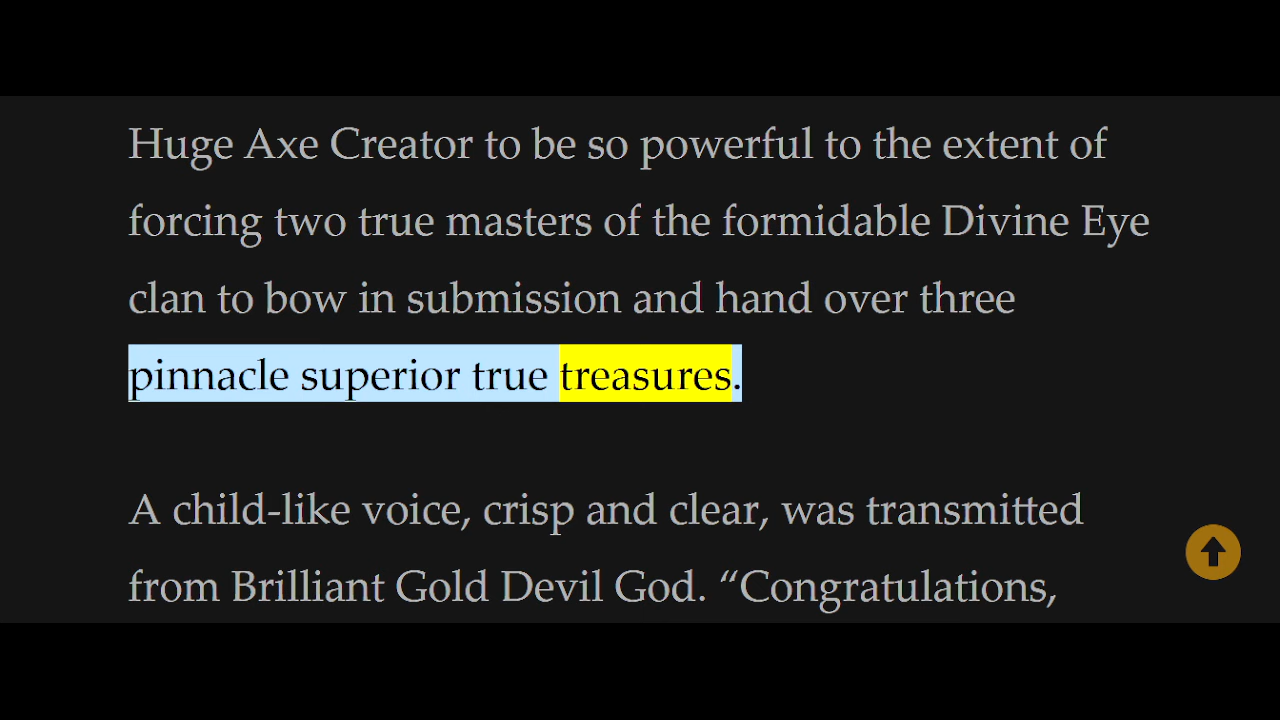 Huge Axe Creator to be so powerful to the extent of
forcing two true masters of the formidable Divine Eye
clan to bow in submission and hand over three
pinnacle superior true treasures.
A child-like voice, crisp and clear, was transmitted
from Brilliant Gold Devil God. “Congratulations,